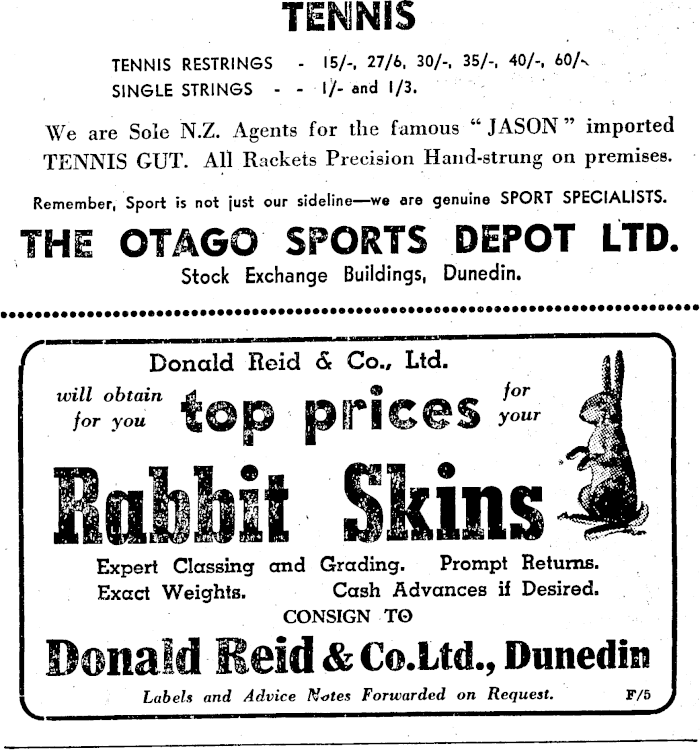 TENNIS
TENNIS RESTRINGS - 15/-, 27/6, 30/-, 35/-, 40/-, 60/-
SINGLE STRINGS - - 1/- and 1/3.
We are Sole N.Z. Agents for the famous "JASON" imported
TENNIS GUT. All Rackets Precision Hand-strung on premises.
Remember, Sport is not just our sideline—we are genuine SPORT SPECIALISTS.
THE OTAGO SPORTS DEPOT LTD.
Stock Exchange Buildings, Dunedin.
Donald Reid & Co., Ltd.
will obtain for you top prices for your
Rabbit Skins
Expert Classing and Grading. Prompt Returns.
Exact Weights. Cash Advances if Desired.
CONSIGN TO
Donald Reid & Co.Ltd., Dunedin
Labels and Advice Notes Forwarded on Request. F/5